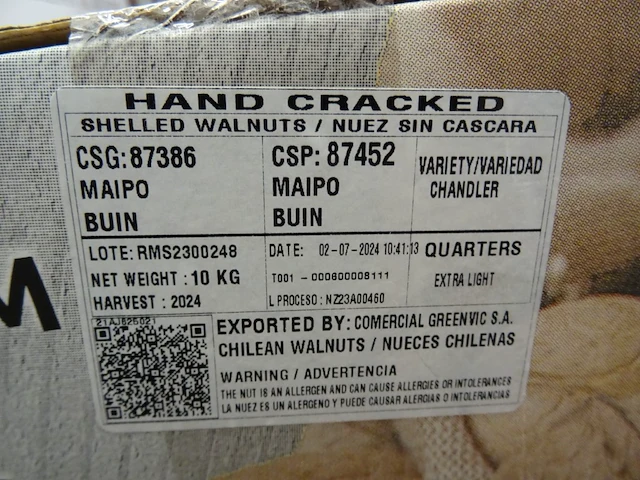 HAND CRACKED
SHELLED WALNUTS / NUEZ SIN CASCARA
CSG: 87386
MAIPO
BUIN
CSP: 87452
MAIPO
BUIN
VARIETY/VARIEDAD
CHANDLER
LOTE: RMS2300248
NET WEIGHT : 10 KG
HARVEST : 2024
DATE: 02-07-2024 10:41:13
T001 - 0006000008111
L PROCESO : NZ23A00460
QUARTERS
EXTRA LIGHT
21AJ625021
EXPORTED BY: COMERCIAL GREENVIC S.A.
CHILEAN WALNUTS / NUECES CHILENAS
WARNING / ADVERTENCIA
THE NUT IS AN ALLERGEN AND CAN CAUSE ALLERGIES OR INTOLERANCES
LA NUEZ ES UN ALERGENO Y PUEDE CAUSAR ALERGIAS O INTOLERANCIAS
M